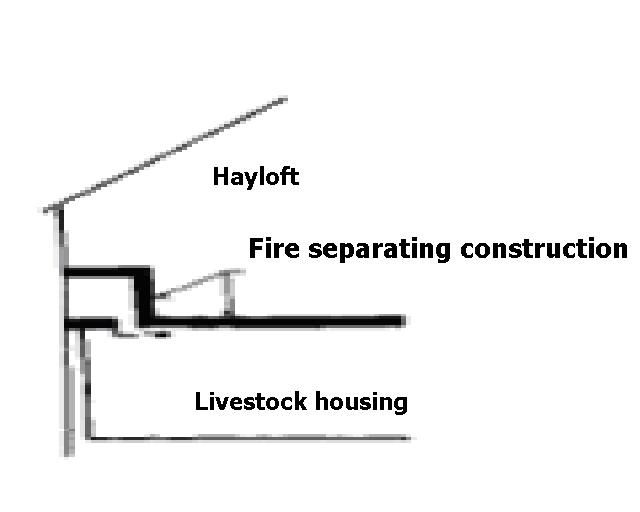 Hayloft
Fire separating construction
Livestock housing